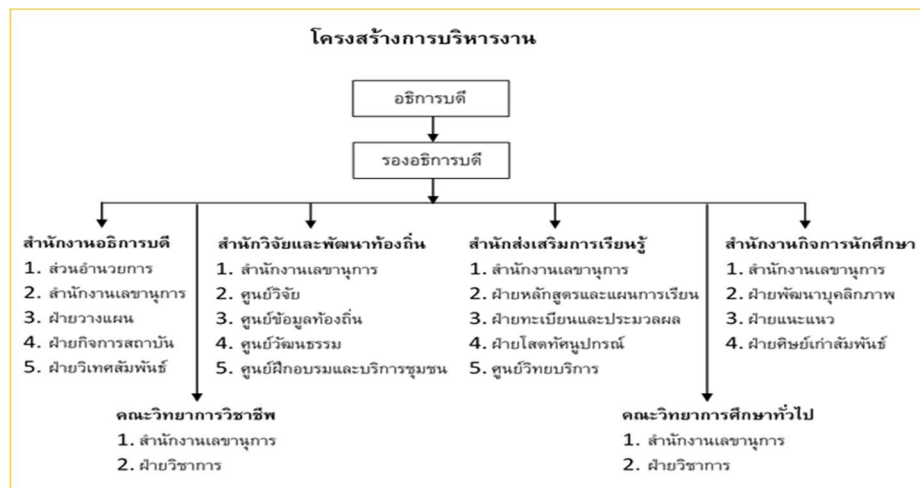 โครงสร้างการบริหารงาน
อธิการบดี
รองอธิการบดี
สำนักงานอธิการบดี
1. ส่วนอำนวยการ
2. สำนักงานเลขานุการ
3. ฝ่ายวางแผน
4. ฝ่ายกิจการสถาบัน
5. ฝ่ายวิเทศสัมพันธ์
สำนักวิจัยและพัฒนาท้องถิ่น
1. สำนักงานเลขานุการ
2. ศูนย์วิจัย
3. ศูนย์ข้อมูลท้องถิ่น
4. ศูนย์วัฒนธรรม
5. ศูนย์ฝึกอบรมและบริการชุมชน
สำนักส่งเสริมการเรียนรู้
1. สำนักงานเลขานุการ
2. ฝ่ายหลักสูตรและแผนการเรียน
3. ฝ่ายทะเบียนและประมวลผล
4. ฝ่ายโสตทัศนูปกรณ์
5. ศูนย์วิทยบริการ
สำนักงานกิจการนักศึกษา
1. สำนักงานเลขานุการ
2. ฝ่ายพัฒนาบุคลิกภาพ
3. ฝ่ายแนะแนว
4. ฝ่ายศิษย์เก่าสัมพันธ์
คณะวิทยาการวิชาชีพ
1. สำนักงานเลขานุการ
2. ฝ่ายวิชาการ
คณะวิทยาการศึกษาทั่วไป
1. สำนักงานเลขานุการ
2. ฝ่ายวิชาการ